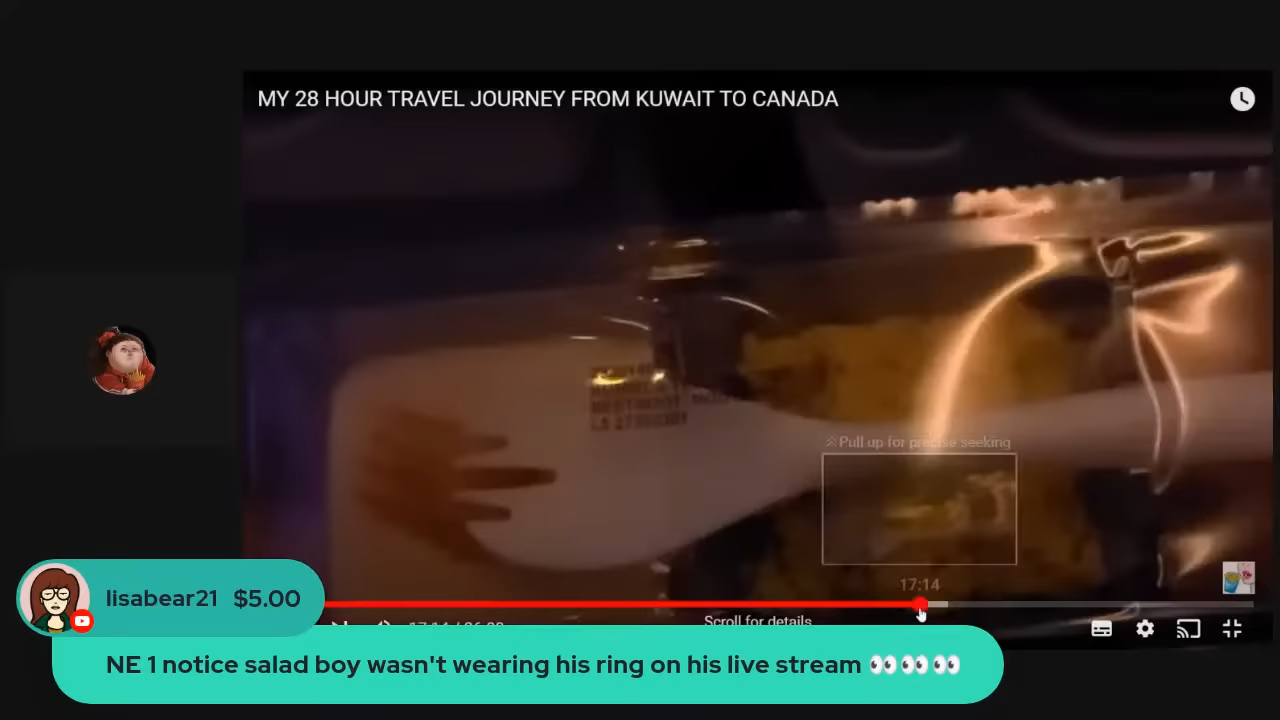 MY 28 HOUR TRAVEL JOURNEY FROM KUWAIT TO CANADA
Pull up for precise seeking
17:14
Scroll for details
lisabear21 $5.00
NE 1 notice salad boy wasn't wearing his ring on his live stream 👀👀👀👀